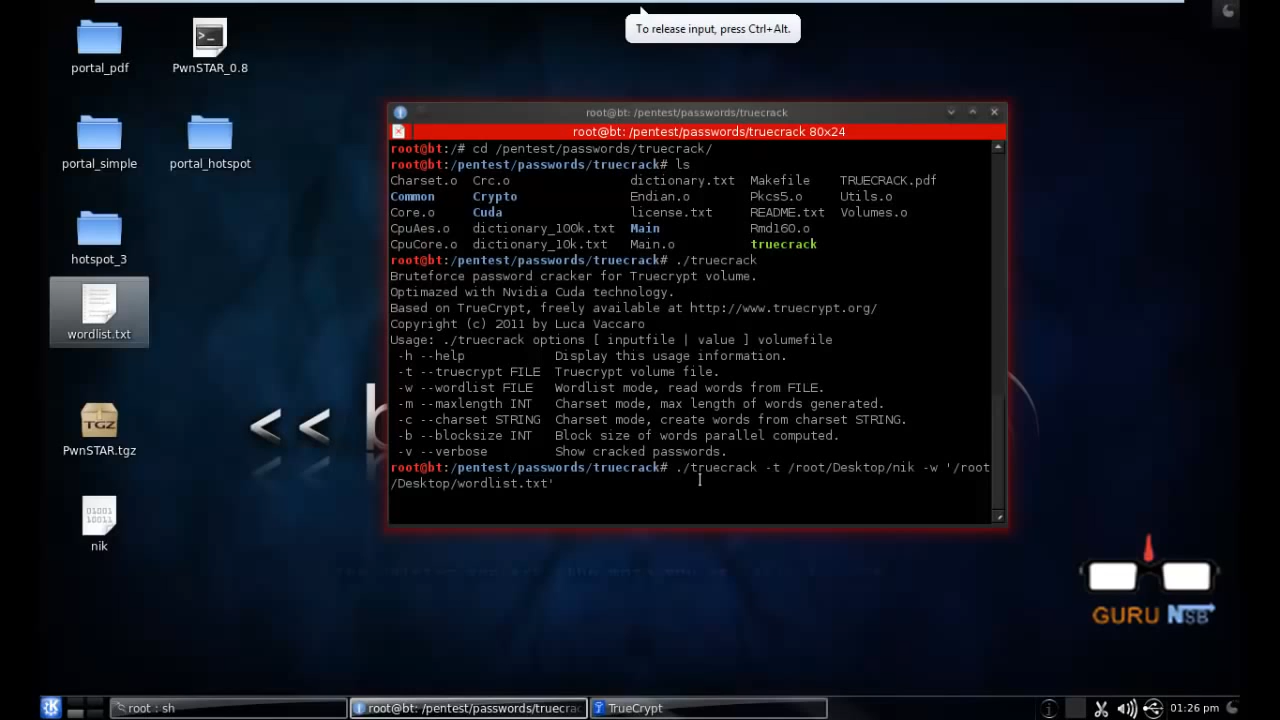 To release input, press Ctrl+Alt.
portal_pdf
PwnSTAR_0.8
portal_simple
portal_hotspot
hotspot_3
wordlist.txt
TGZ
PwnSTAR.tgz
01001
10011
nik
<< b
root@bt: /pentest/passwords/truecrack
root@bt: /pentest/passwords/truecrack 80x24
root@bt:/# cd /pentest/passwords/truecrack/
root@bt:/pentest/passwords/truecrack# ls
Charset.o Crc.o dictionary.txt Makefile TRUECRACK.pdf
Common Crypto Endian.o Pkcs5.o Utils.o
Core.o Cuda license.txt README.txt Volumes.o
CpuAes.o dictionary_100k.txt Main Rmd160.o
CpuCore.o dictionary_10k.txt Main.o truecrack
root@bt:/pentest/passwords/truecrack# ./truecrack
Bruteforce password cracker for Truecrypt volume.
Optimazed with Nvidia Cuda technology.
Based on TrueCrypt, freely available at http://www.truecrypt.org/
Copyright (c) 2011 by Luca Vaccaro
Usage: ./truecrack options [ inputfile | value ] volumefile
-h --help Display this usage information.
-t --truecrypt FILE Truecrypt volume file.
-w --wordlist FILE Wordlist mode, read words from FILE.
-m --maxlength INT Charset mode, max length of words generated.
-c --charset STRING Charset mode, create words from charset STRING.
-b --blocksize INT Block size of words parallel computed.
-v --verbose Show cracked passwords.
root@bt:/pentest/passwords/truecrack# ./truecrack -t /root/Desktop/nik -w '/root
/Desktop/wordlist.txt'
GURU NSB
root : sh
root@bt: /pentest/passwords/truecrac
TrueCrypt
01:26 pm